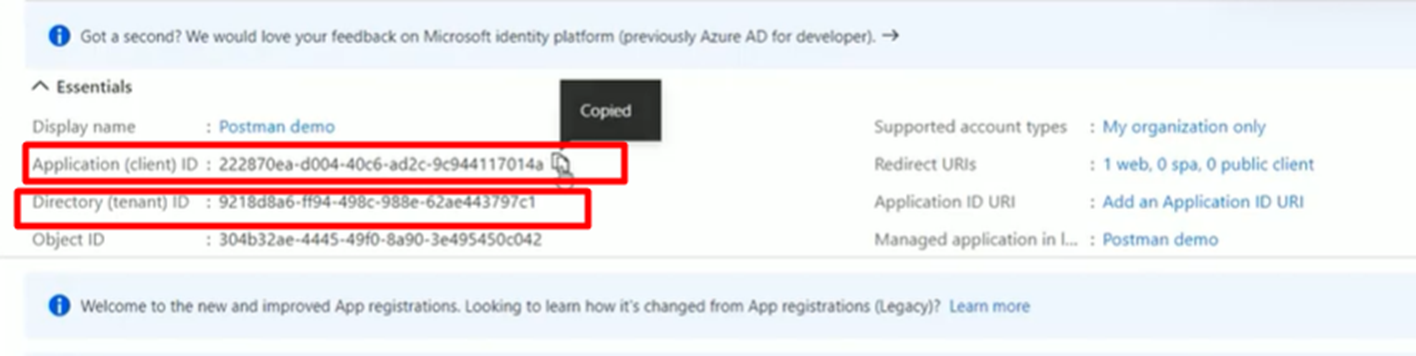 Got a second? We would love your feedback on Microsoft identity platform (previously Azure AD for developer). →
Essentials
Copied
Display name : Postman demo
Application (client) ID : 222870ea-d004-40c6-ad2c-9c944117014a
Directory (tenant) ID : 9218d8a6-ff94-498c-988e-62ae443797c1
Object ID : 304b32ae-4445-49f0-8a90-3e495450c042
Supported account types : My organization only
Redirect URIs : 1 web, 0 spa, 0 public client
Application ID URI : Add an Application ID URI
Managed application in l... : Postman demo
Welcome to the new and improved App registrations. Looking to learn how it's changed from App registrations (Legacy)? Learn more